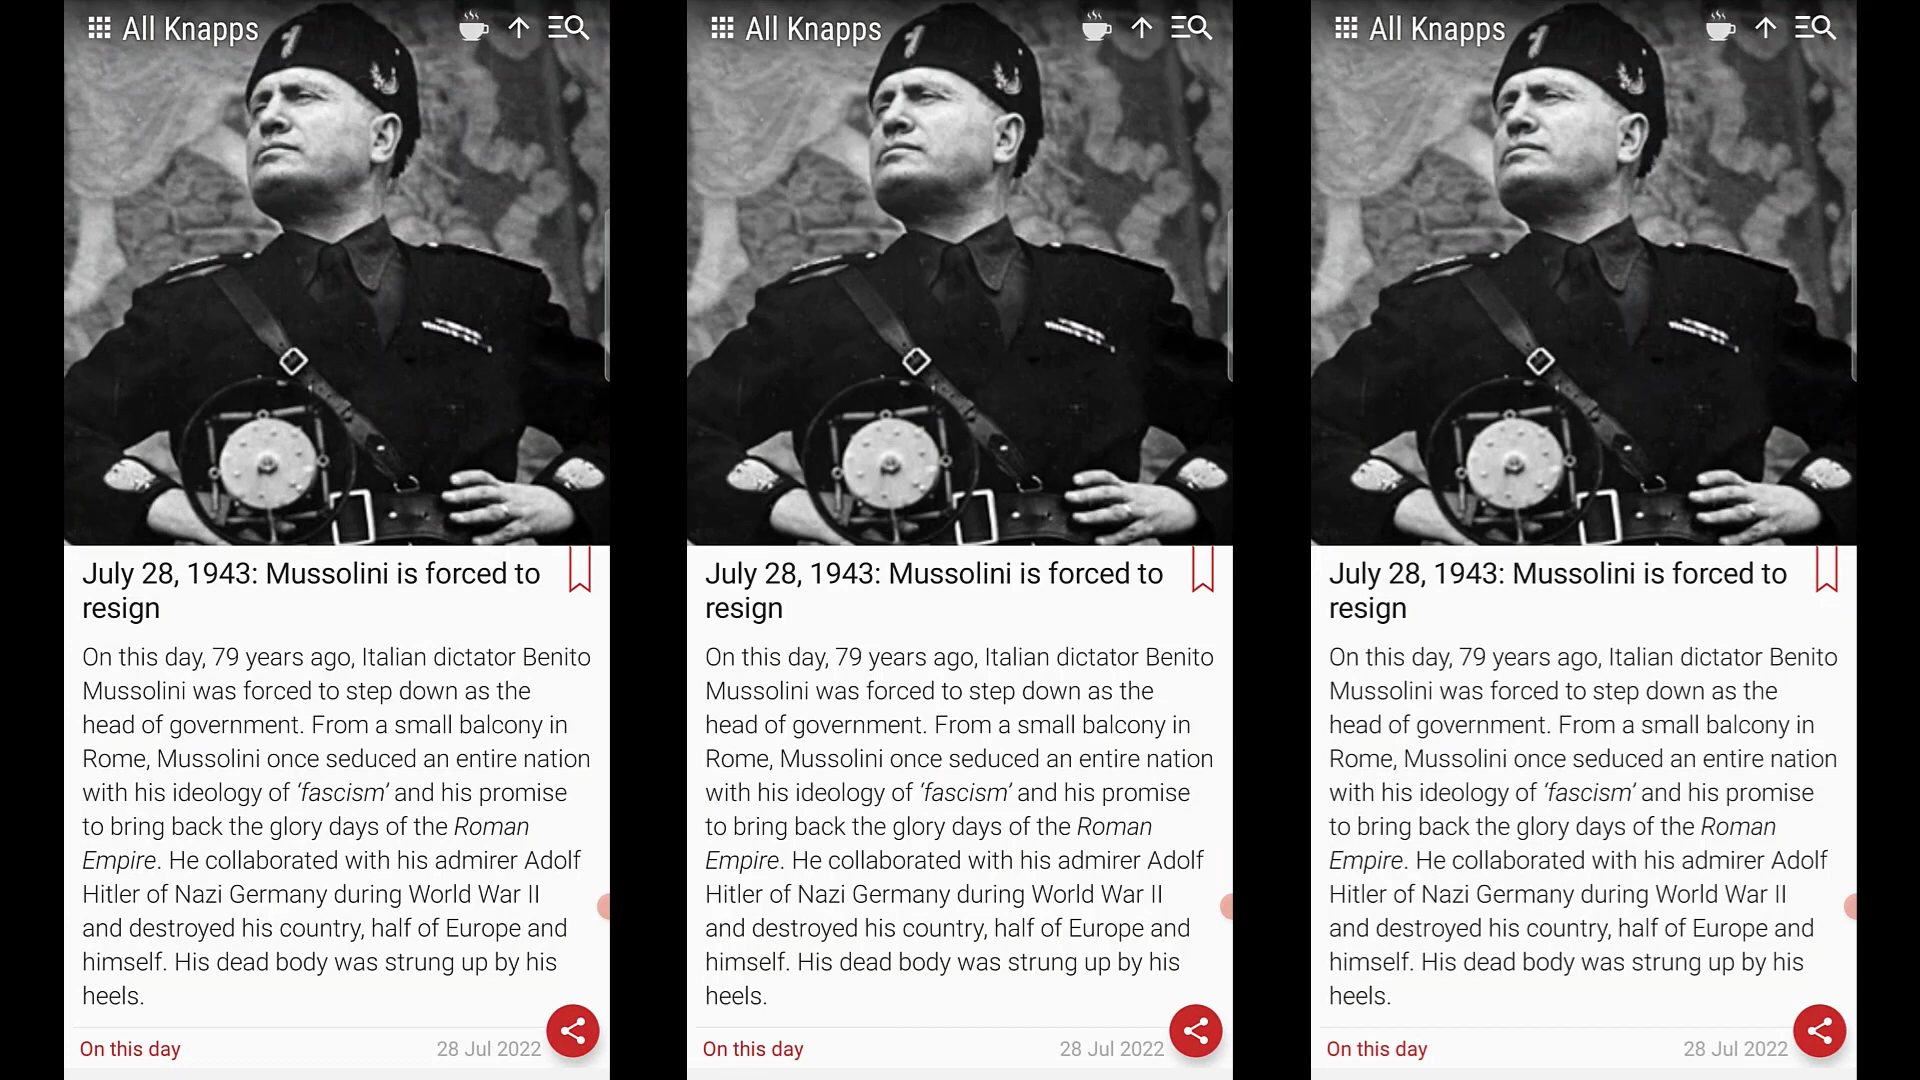 All Knapps
July 28, 1943: Mussolini is forced to
resign
On this day, 79 years ago, Italian dictator Benito
Mussolini was forced to step down as the
head of government. From a small balcony in
Rome, Mussolini once seduced an entire nation
with his ideology of ‘fascism’ and his promise
to bring back the glory days of the Roman
Empire. He collaborated with his admirer Adolf
Hitler of Nazi Germany during World War II
and destroyed his country, half of Europe and
himself. His dead body was strung up by his
heels.
On this day
28 Jul 2022
All Knapps
July 28, 1943: Mussolini is forced to
resign
On this day, 79 years ago, Italian dictator Benito
Mussolini was forced to step down as the
head of government. From a small balcony in
Rome, Mussolini once seduced an entire nation
with his ideology of ‘fascism’ and his promise
to bring back the glory days of the Roman
Empire. He collaborated with his admirer Adolf
Hitler of Nazi Germany during World War II
and destroyed his country, half of Europe and
himself. His dead body was strung up by his
heels.
On this day
28 Jul 2022
All Knapps
July 28, 1943: Mussolini is forced to
resign
On this day, 79 years ago, Italian dictator Benito
Mussolini was forced to step down as the
head of government. From a small balcony in
Rome, Mussolini once seduced an entire nation
with his ideology of ‘fascism’ and his promise
to bring back the glory days of the Roman
Empire. He collaborated with his admirer Adolf
Hitler of Nazi Germany during World War II
and destroyed his country, half of Europe and
himself. His dead body was strung up by his
heels.
On this day
28 Jul 2022